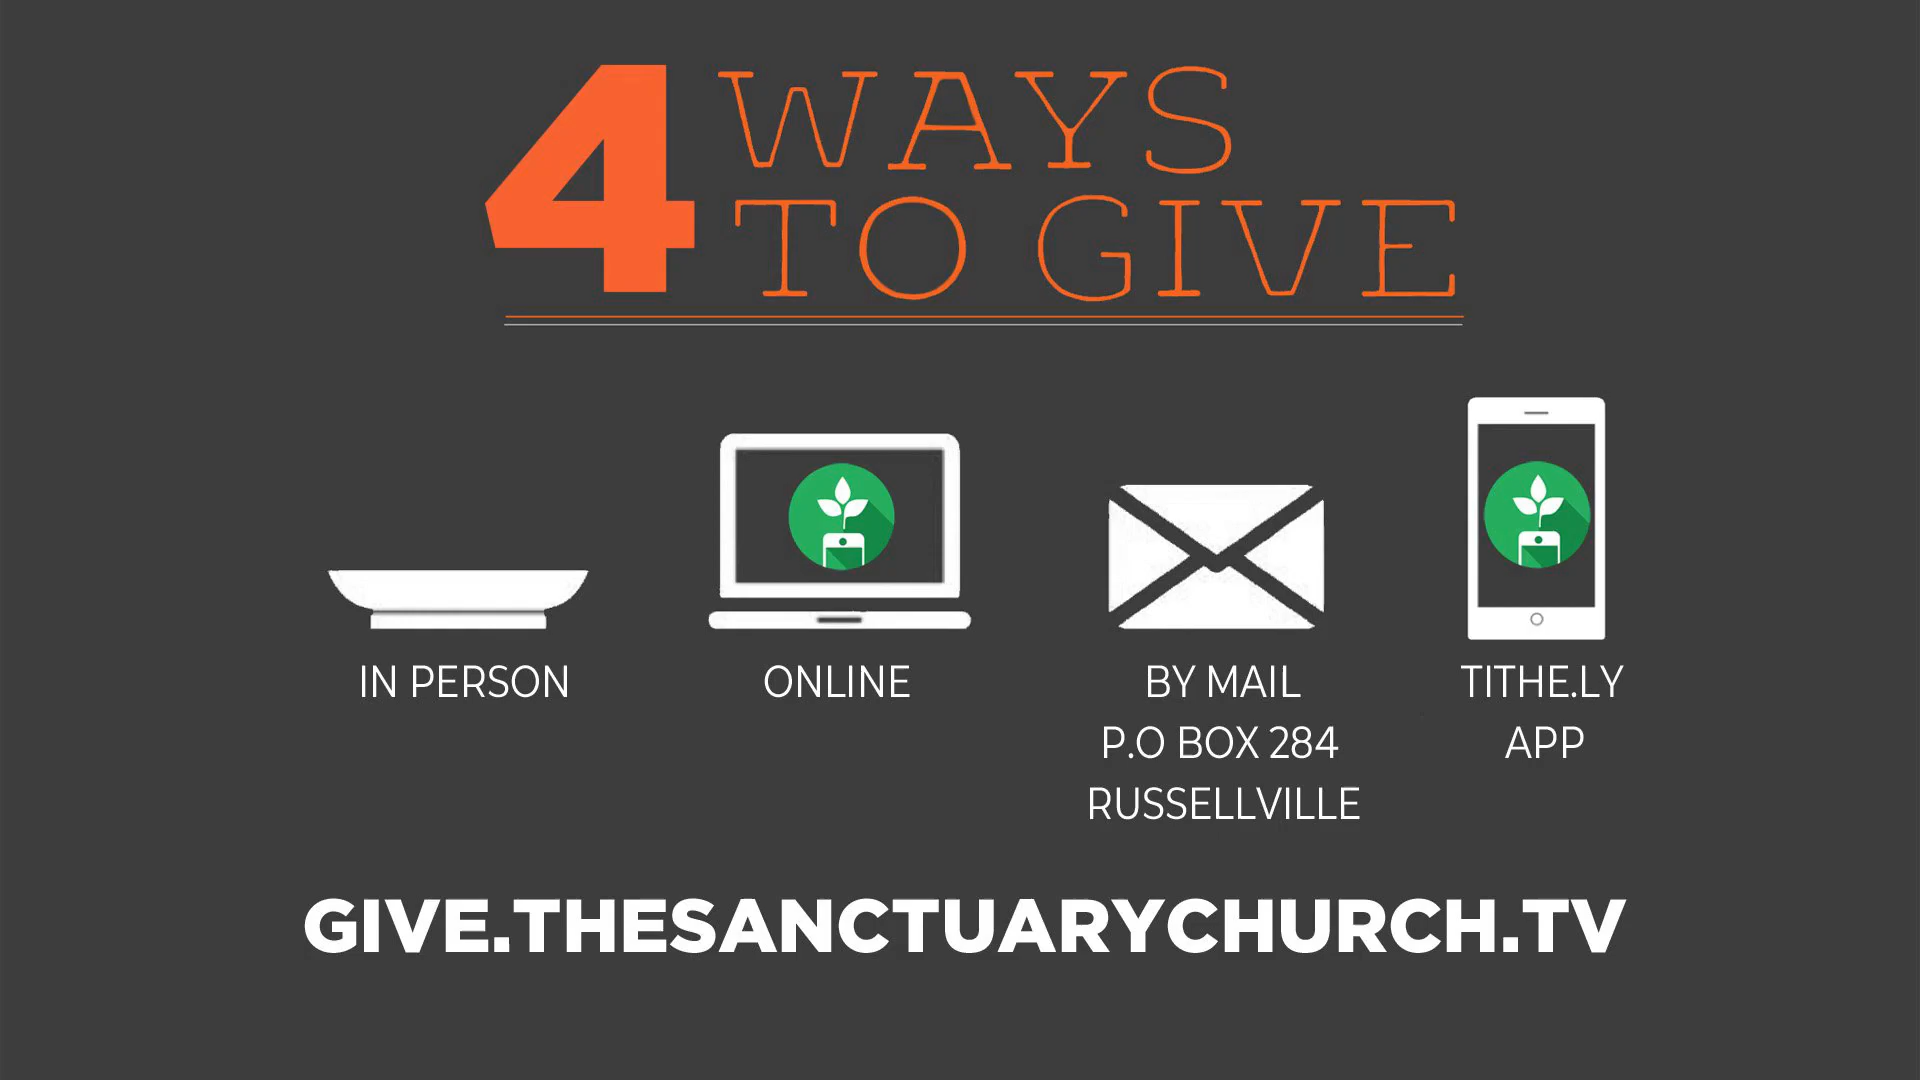 4 WAYS
TO GIVE
IN PERSON
ONLINE
BY MAIL
P.O BOX 284
RUSSELLVILLE
TITHE.LY
APP
GIVE.THESANCTUARYCHURCH.TV